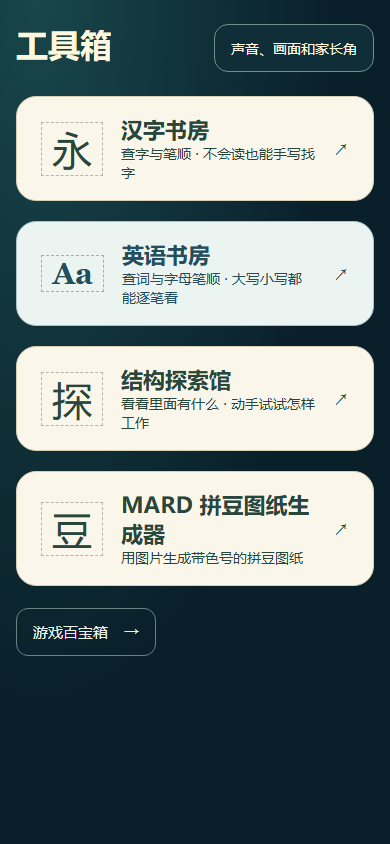 工具箱
声音、画面和家长角
永
汉字书房
查字与笔顺 · 不会读也能手写找
字
↗
Aa
英语书房
查词与字母笔顺 · 大写小写都
能逐笔看
↗
探
结构探索馆
看看里面有什么 · 动手试试怎样
工作
↗
豆
MARD 拼豆图纸生
成器
用图片生成带色号的拼豆图纸
↗
游戏百宝箱 →